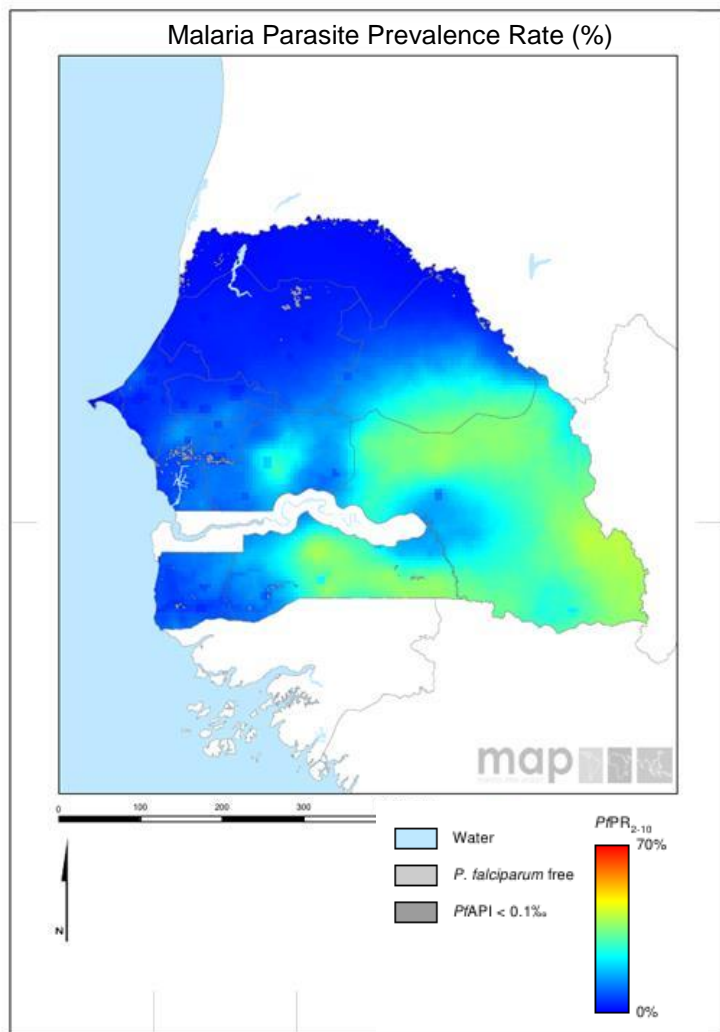 Malaria Parasite Prevalence Rate (%)
map
0 100 200 300
N
Water
P. falciparum free
PfAPI < 0.1‰
PfPR2-10
70%
0%